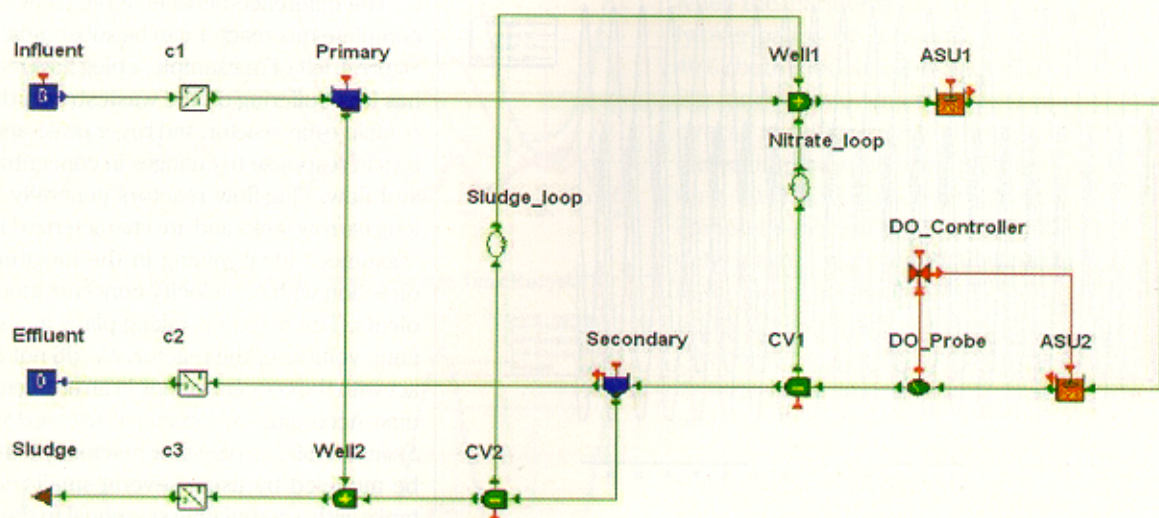 Influent c1 Primary Well1 ASU1
Nitrate_loop
Sludge_loop
DO_Controller
Effluent c2 Secondary CV1 DO_Probe ASU2
Sludge c3 Well2 CV2